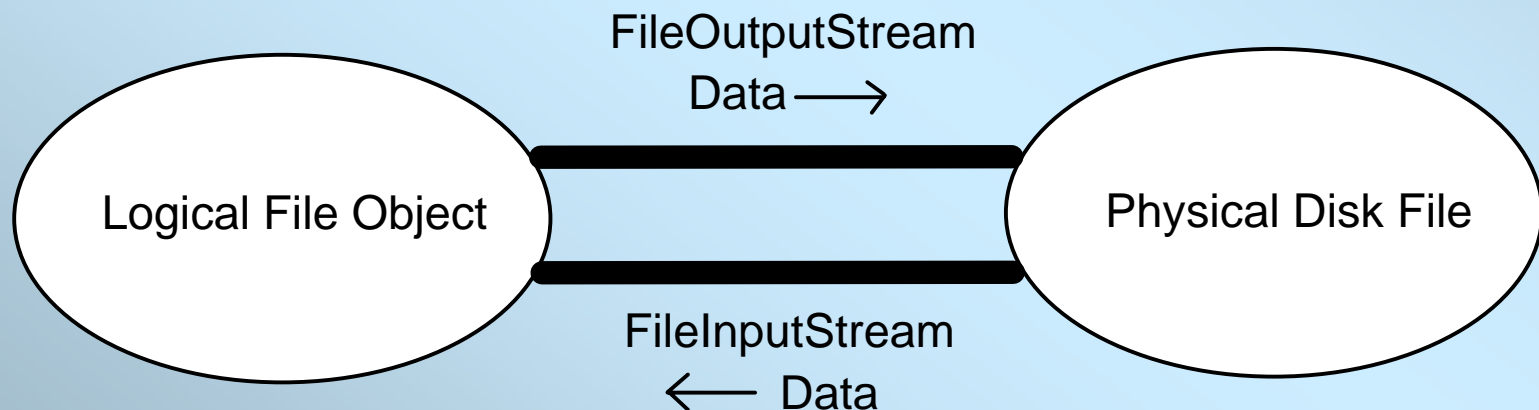 FileOutputStream
Data
Logical File Object
Physical Disk File
FileInputStream
Data